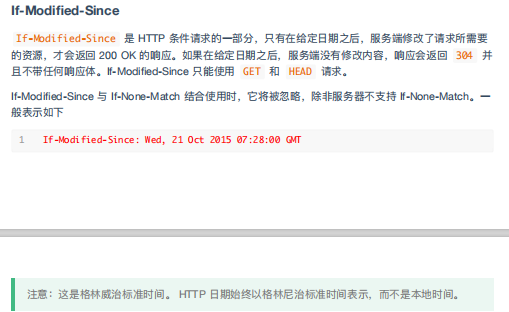 If-Modified-Since
If-Modified-Since 是 HTTP 条件请求的一部分，只有在给定日期之后，服务端修改了请求所需要
的资源，才会返回 200 OK 的响应。如果在给定日期之后，服务端没有修改内容，响应会返回 304 并
且不带任何响应体。If-Modified-Since 只能使用 GET 和 HEAD 请求。
If-Modified-Since 与 If-None-Match 结合使用时，它将被忽略，除非服务器不支持 If-None-Match。一
般表示如下
1 If-Modified-Since: Wed, 21 Oct 2015 07:28:00 GMT
注意：这是格林威治标准时间。 HTTP 日期始终以格林尼治标准时间表示，而不是本地时间。